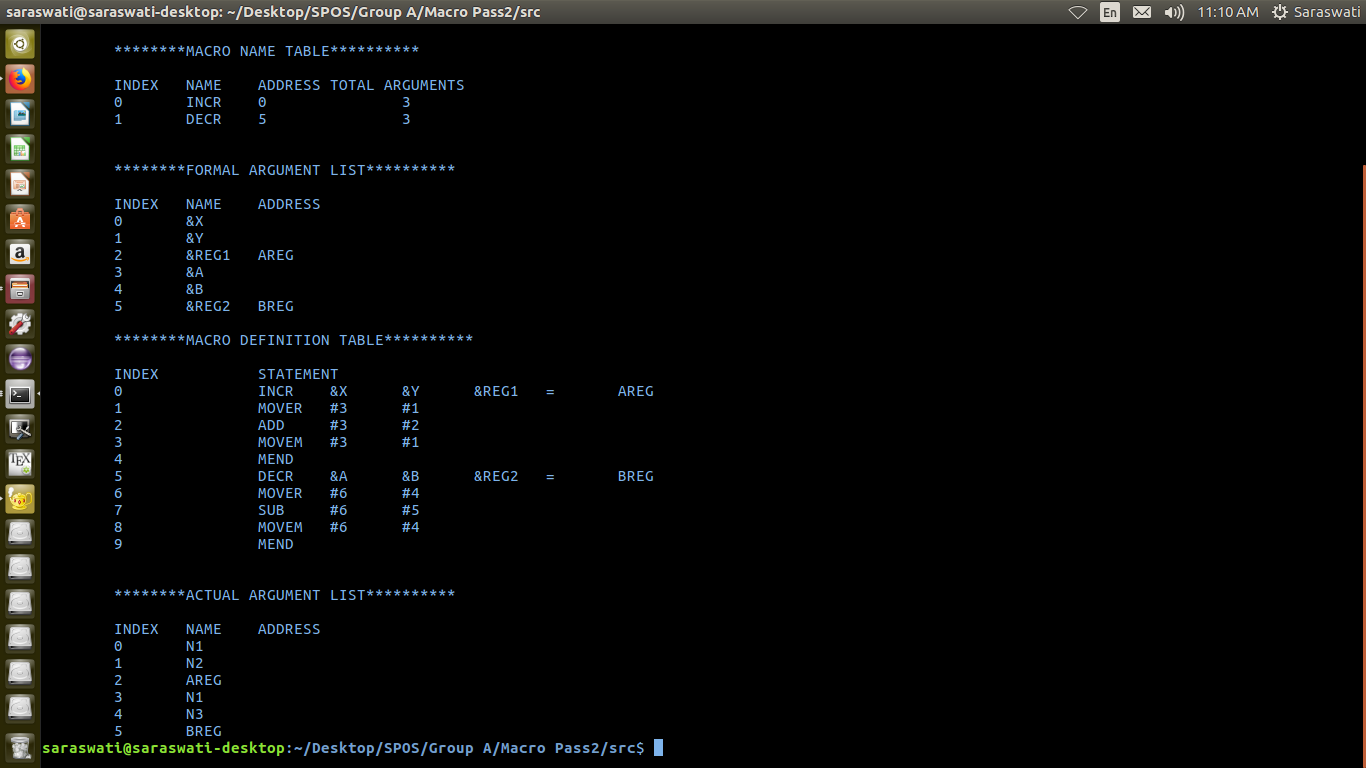 saraswati@saraswati-desktop: ~/Desktop/SPOS/Group A/Macro Pass2/src En 11:10 AM Saraswati
********MACRO NAME TABLE**********
INDEX NAME ADDRESS TOTAL ARGUMENTS
0 INCR 0 3
1 DECR 5 3
********FORMAL ARGUMENT LIST**********
INDEX NAME ADDRESS
0 &X
1 &Y
2 &REG1 AREG
3 &A
4 &B
5 &REG2 BREG
********MACRO DEFINITION TABLE**********
INDEX STATEMENT
0 INCR &X &Y &REG1 = AREG
1 MOVER #3 #1
2 ADD #3 #2
3 MOVEM #3 #1
4 MEND
5 DECR &A &B &REG2 = BREG
6 MOVER #6 #4
7 SUB #6 #5
8 MOVEM #6 #4
9 MEND
********ACTUAL ARGUMENT LIST**********
INDEX NAME ADDRESS
0 N1
1 N2
2 AREG
3 N1
4 N3
5 BREG
saraswati@saraswati-desktop:~/Desktop/SPOS/Group A/Macro Pass2/src$
a
TEX